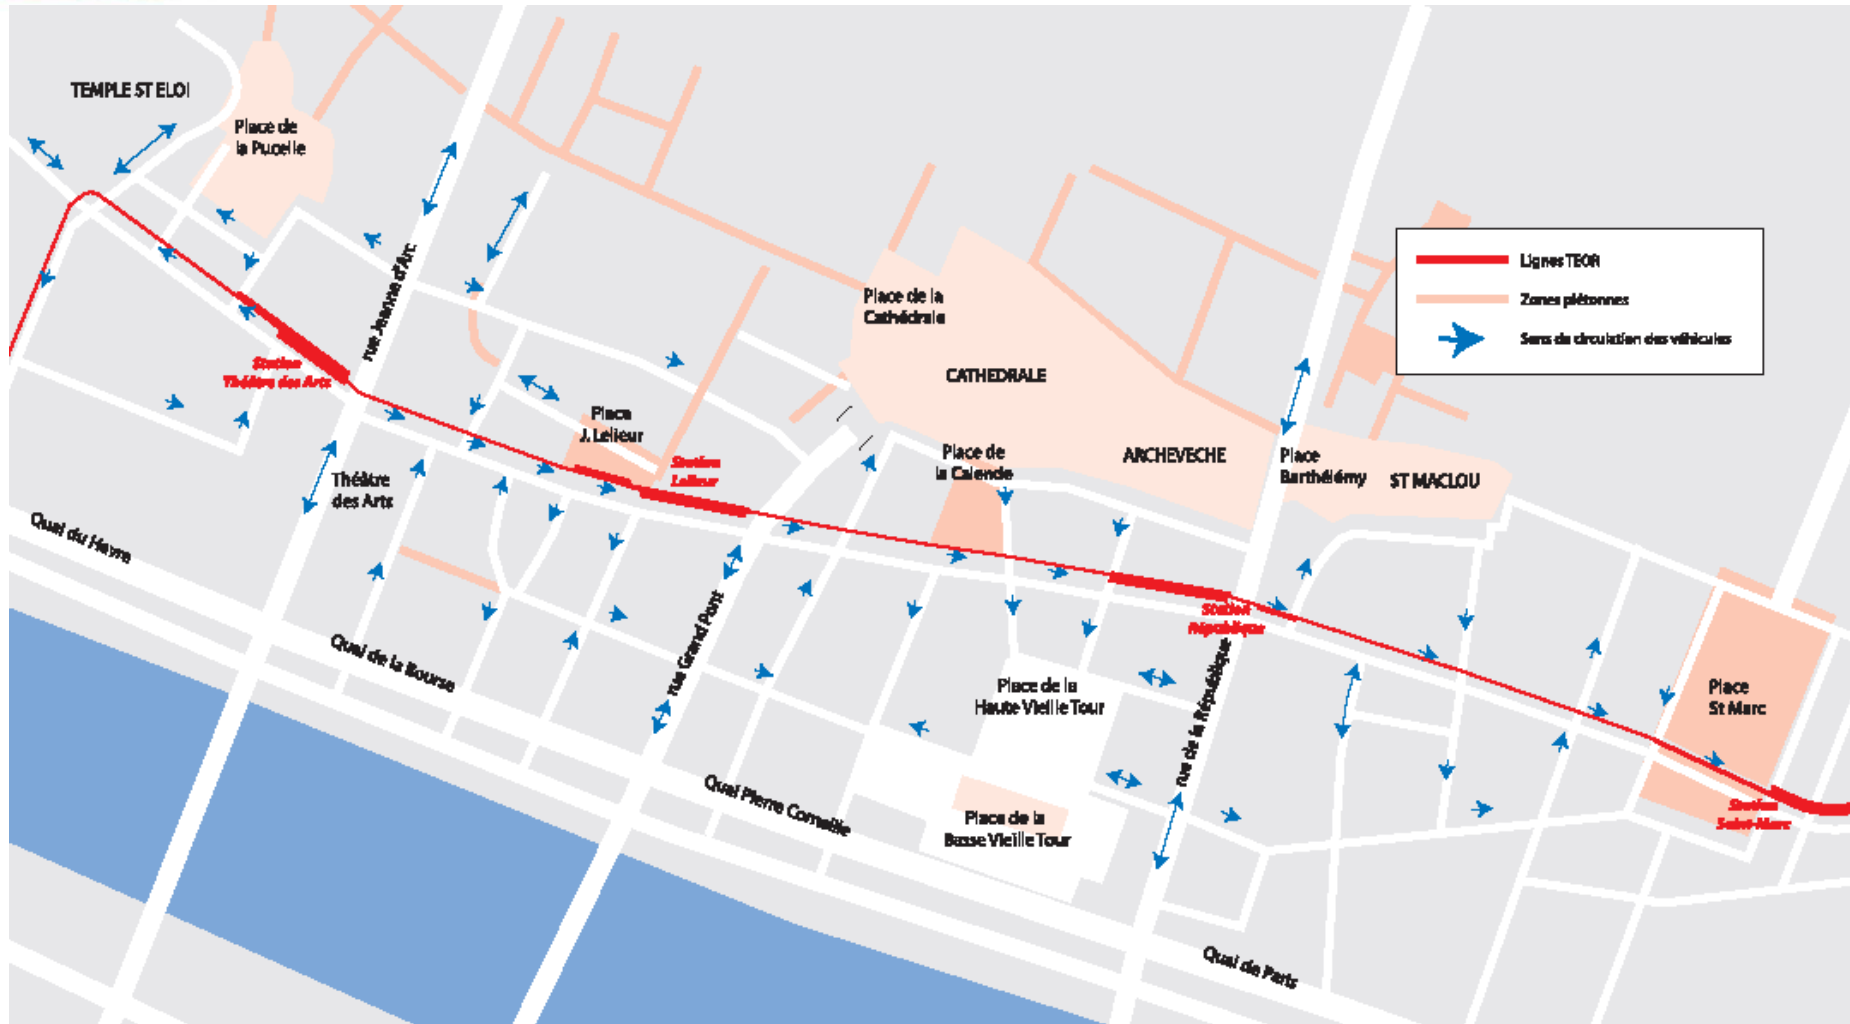 TEMPLE ST ELOI
Place de
la Pucelle
rue Jeanne d'Arc
Lignes TEOR
Zones piétonnes
Sens de circulation des véhicules
Place de la
Cathédrale
CATHEDRALE
Station
Théâtre des Arts
Place
J. Lelieur
Station
Lelieur
Place de
la Calende
ARCHEVECHE
Place
Barthélémy
ST MACLOU
Théâtre
des Arts
Quai du Havre
Quai de la Bourse
rue Grand Pont
Station
République
rue de la République
Place de la
Haute Vieille Tour
Place
St Marc
Quai Pierre Corneille
Place de la
Basse Vieille Tour
Station
Saint-Marc
Quai de Paris